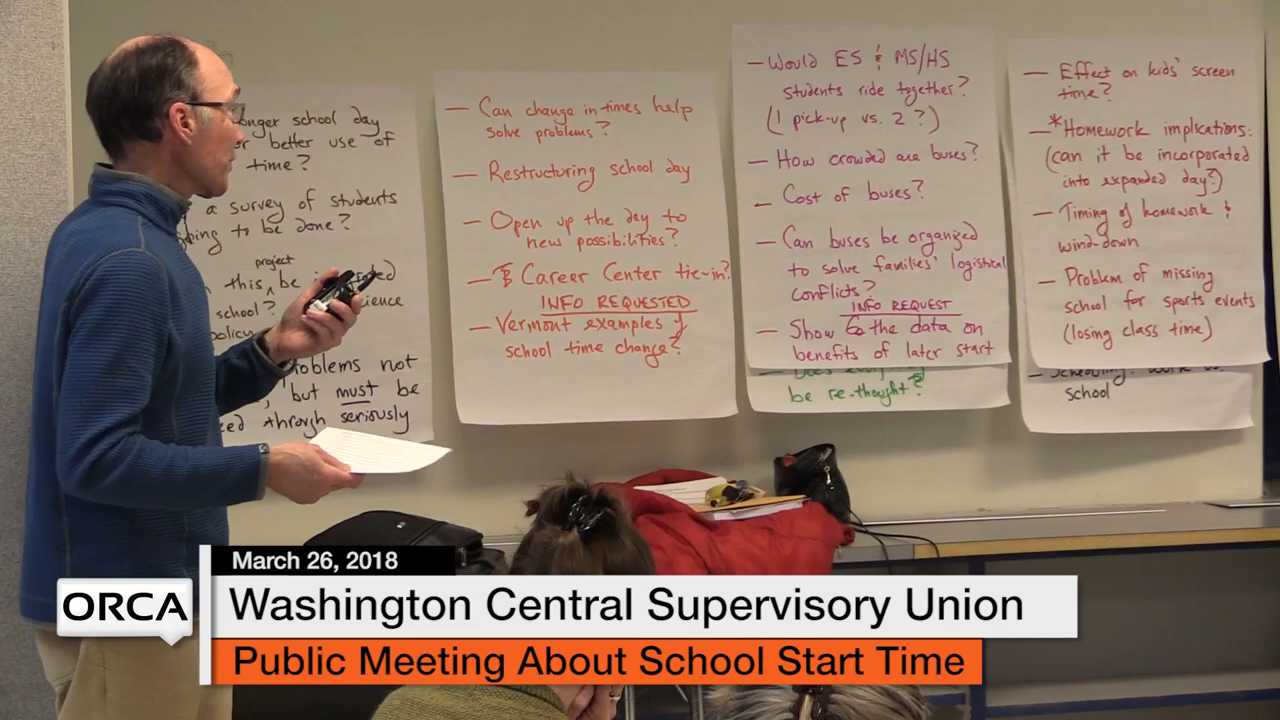 onger school day
better use of
time?
a survey of students
to be done?
project
this be
school?
problems not
but must be
through seriously
— Can change in times help
solve problems?
— Restructuring school day
— Open up the day to
new possibilities?
— Career Center tie-in?
INFO REQUESTED
— Vermont examples of
school time change?
— Would ES & MS/HS
students ride together?
(1 pick-up vs. 2?)
— How crowded are buses?
— Cost of buses?
— Can buses be organized
to solve families' logistical
conflicts?
INFO REQUEST
— Show the data on
benefits of later start
be re-thought?
— Effect on kids' screen
time?
— *Homework implications:
(can it be incorporated
into expanded day?)
— Timing of homework &
wind-down
— Problem of missing
school for sports events
(losing class time)
school
March 26, 2018
ORCA
Washington Central Supervisory Union
Public Meeting About School Start Time